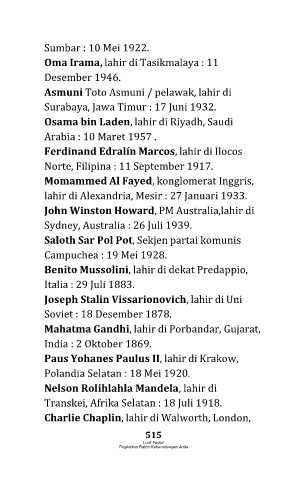 Sumbar : 10 Mei 1922.
Oma Irama, lahir di Tasikmalaya : 11
Desember 1946.
Asmuni Toto Asmuni / pelawak, lahir di
Surabaya, Jawa Timur : 17 Juni 1932.
Osama bin Laden, lahir di Riyadh, Saudi
Arabia : 10 Maret 1957 .
Ferdinand Edralín Marcos, lahir di Ilocos
Norte, Filipina : 11 September 1917.
Momammed Al Fayed, konglomerat Inggris,
lahir di Alexandria, Mesir : 27 Januari 1933.
John Winston Howard, PM Australia,lahir di
Sydney, Australia : 26 Juli 1939.
Saloth Sar Pol Pot, Sekjen partai komunis
Campuchea : 19 Mei 1928.
Benito Mussolini, lahir di dekat Predappio,
Italia : 29 Juli 1883.
Joseph Stalin Vissarionovich, lahir di Uni
Soviet : 18 Desember 1878.
Mahatma Gandhi, lahir di Porbandar, Gujarat,
India : 2 Oktober 1869.
Paus Yohanes Paulus II, lahir di Krakow,
Polandia Selatan : 18 Mei 1920.
Nelson Rolihlahla Mandela, lahir di
Transkei, Afrika Selatan : 18 Juli 1918.
Charlie Chaplin, lahir di Walworth, London,
515
Luck Factor
Tingkatkan Faktor Keberuntungan Anda